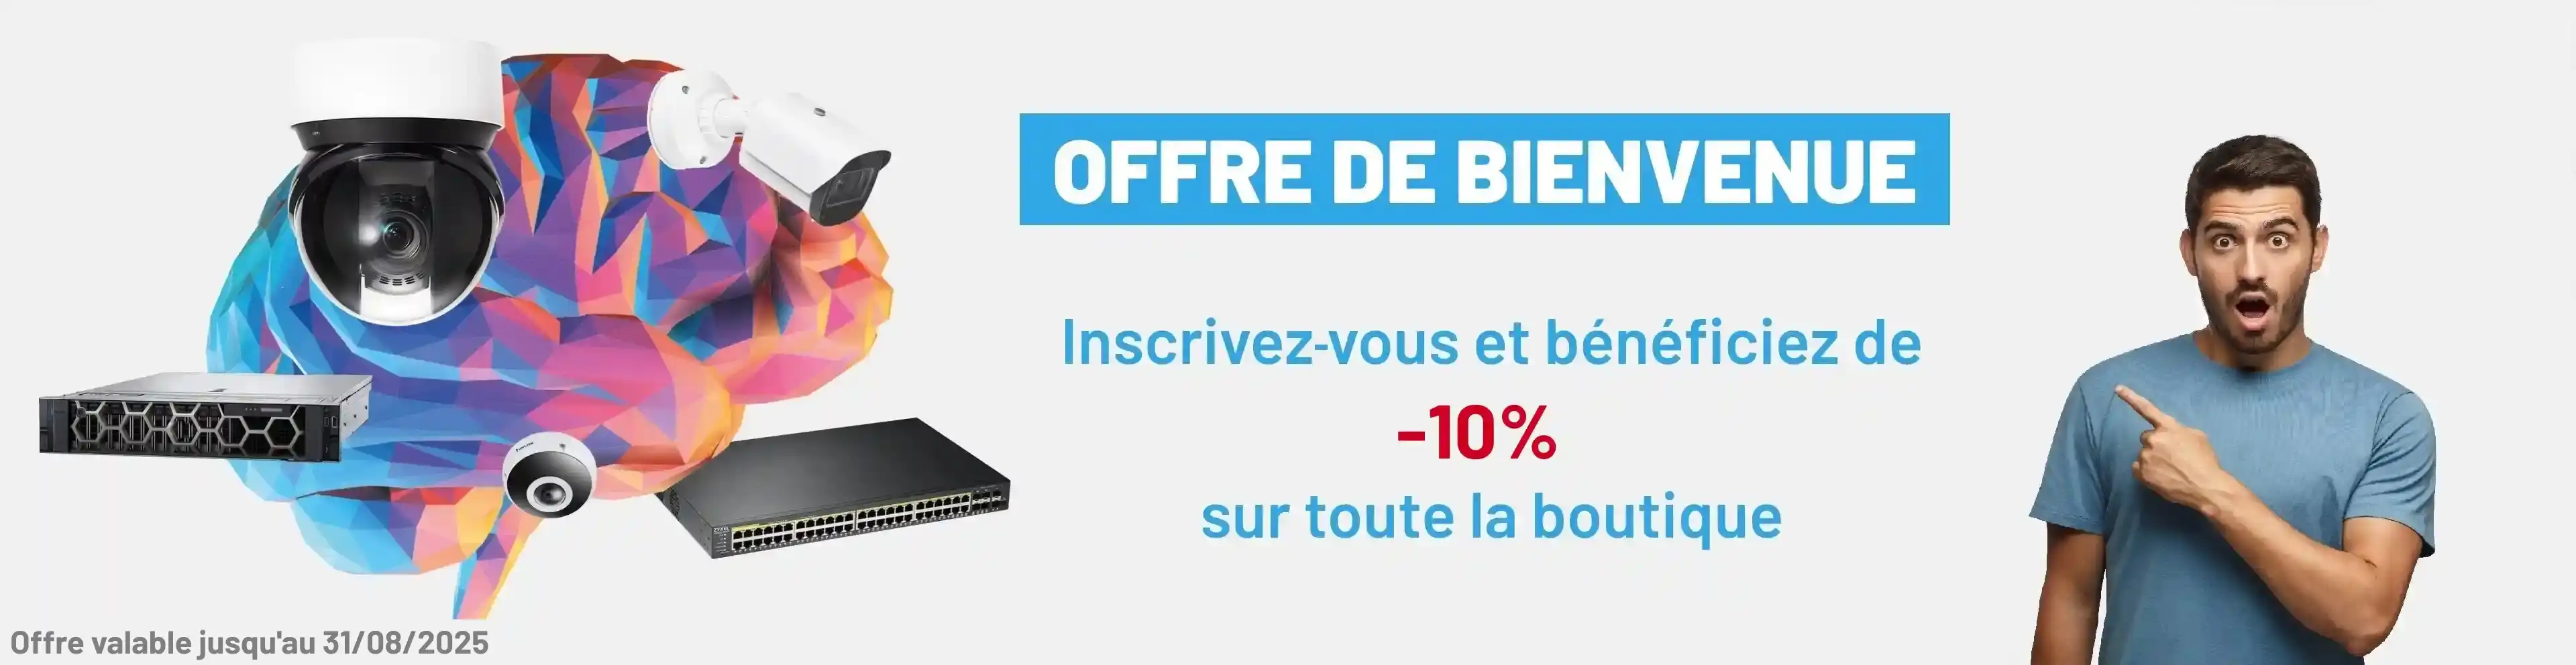 OFFRE DE BIENVENUE
Inscrivez-vous et bénéficiez de
-10%
sur toute la boutique
Offre valable jusqu'au 31/08/2025